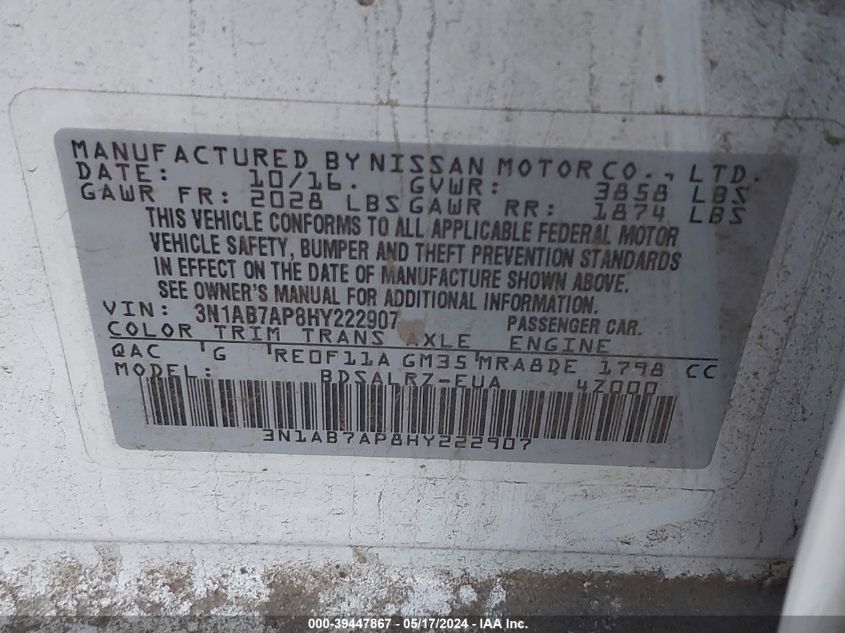 MANUFACTURED BY NISSAN MOTOR CO., LTD.
DATE: 10/16. GVWR: 3858 LBS
GAWR FR: 2028 LBS GAWR RR: 1874 LBS
THIS VEHICLE CONFORMS TO ALL APPLICABLE FEDERAL MOTOR
VEHICLE SAFETY, BUMPER AND THEFT PREVENTION STANDARDS
IN EFFECT ON THE DATE OF MANUFACTURE SHOWN ABOVE.
SEE OWNER'S MANUAL FOR ADDITIONAL INFORMATION.
VIN: 3N1AB7AP8HY222907 PASSENGER CAR.
COLOR TRIM TRANS AXLE ENGINE
QAC G RE0F11A GM35 MRA8DE 1798 CC
MODEL: BDSALRZ-EUA 4Z000
3N1AB7AP8HY222907
000-39447867 - 05/17/2024 - IAA, Inc.